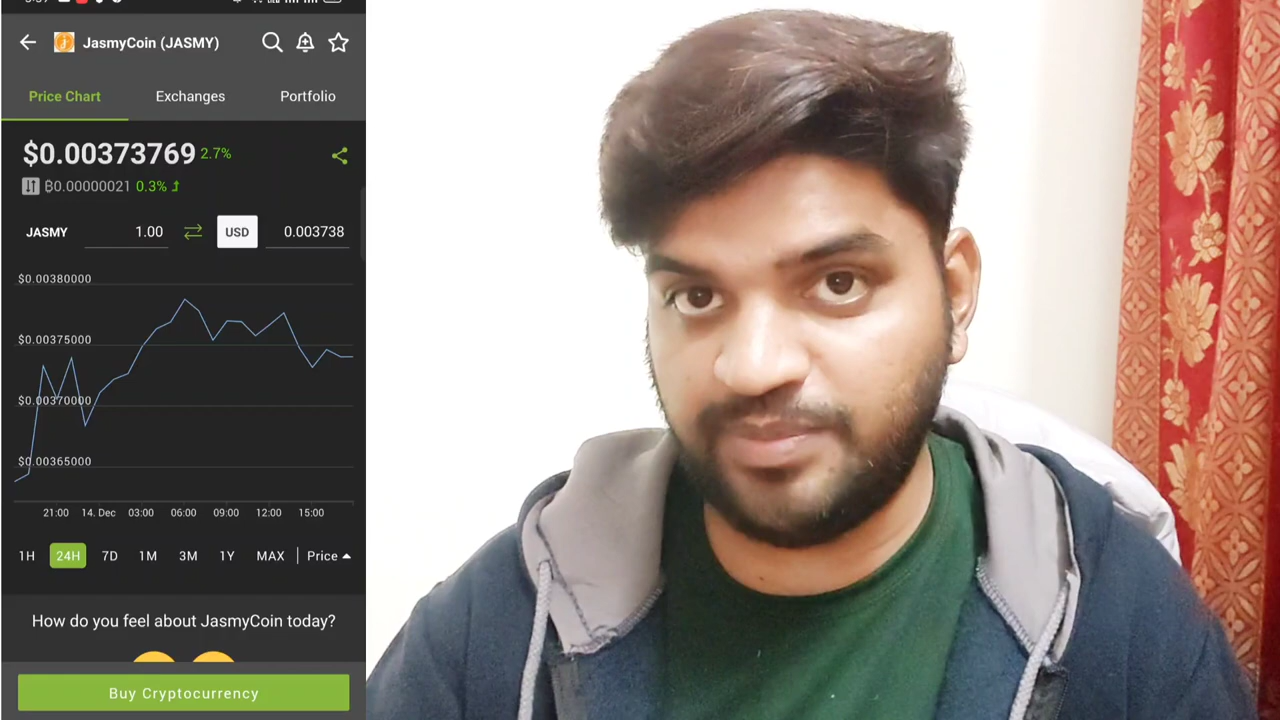 JasmyCoin (JASMY)
Price Chart Exchanges Portfolio
$0.00373769 2.7%
₿0.00000021 0.3%
JASMY 1.00 USD 0.003738
$0.00380000
$0.00375000
$0.00370000
$0.00365000
21:00 14. Dec 03:00 06:00 09:00 12:00 15:00
1H 24H 7D 1M 3M 1Y MAX Price
How do you feel about JasmyCoin today?
Buy Cryptocurrency